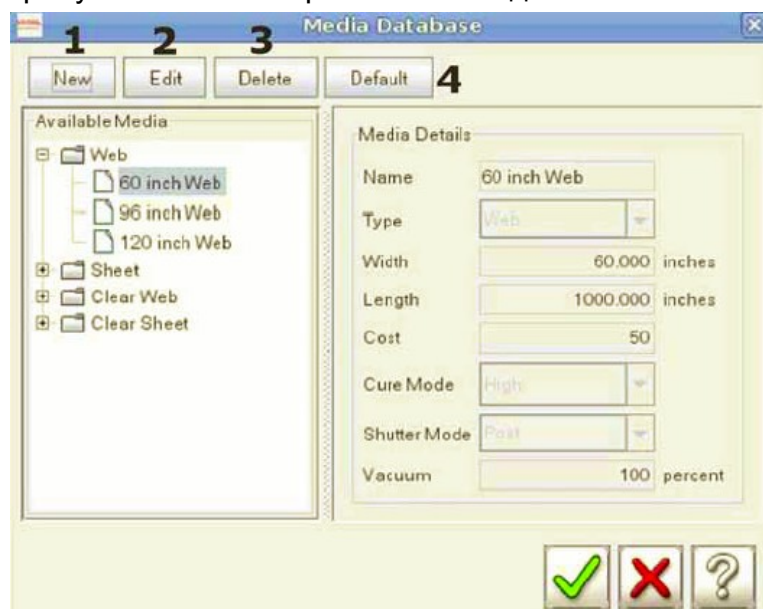 Media Database
1 2 3
New Edit Delete Default 4
Available Media
Web
60 inch Web
96 inch Web
120 inch Web
Sheet
Clear Web
Clear Sheet
Media Details
Name 60 inch Web
Type Web
Width 60.000 inches
Length 1000.000 inches
Cost 50
Cure Mode High
Shutter Mode Post
Vacuum 100 percent
?